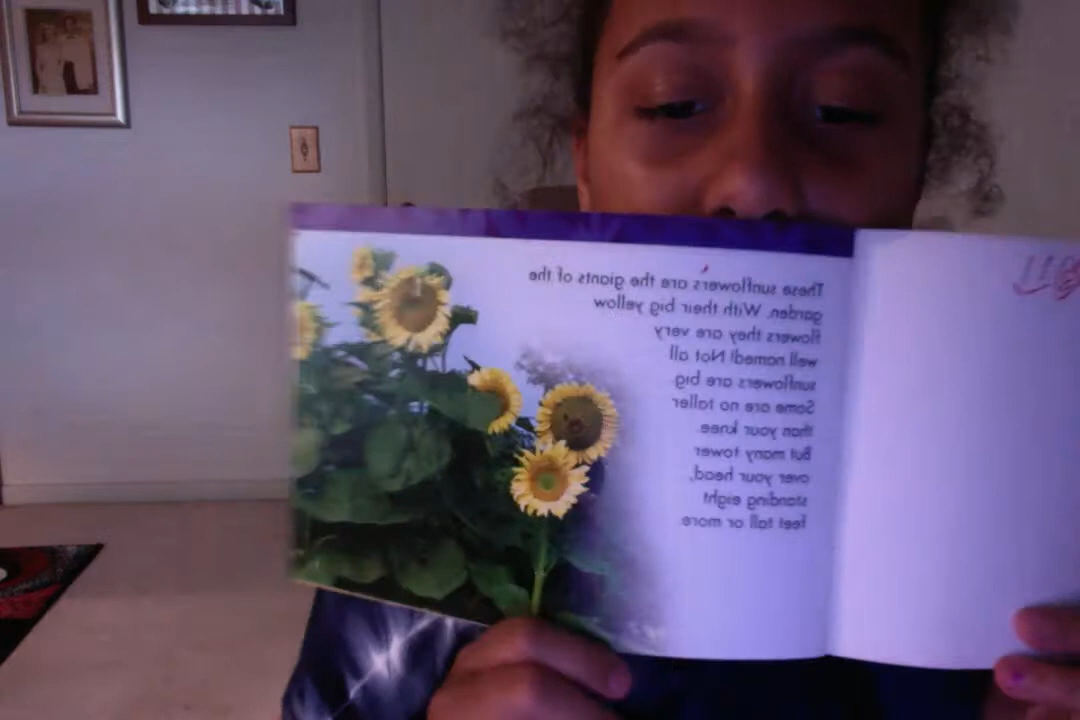 These sunflowers are the giants of the
garden. With their big yellow
flowers they are very
well named! Not all
sunflowers are big.
Some are no taller
than your knee.
But many tower
over your head,
standing eight
feet tall or more.